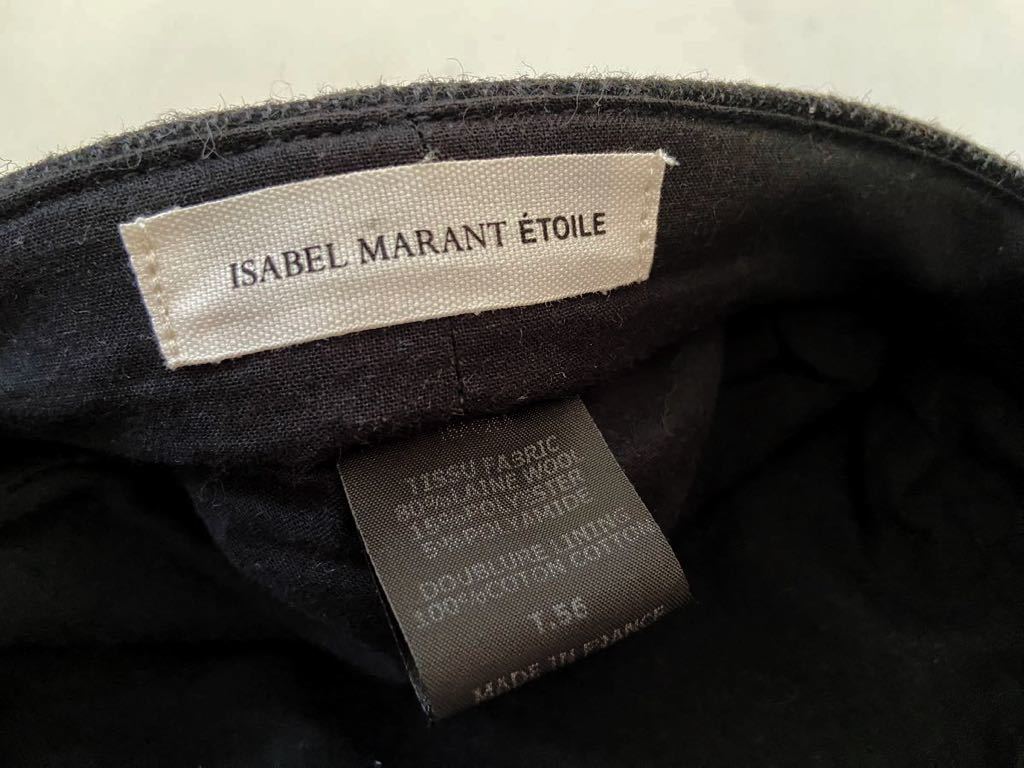 ISABEL MARANT ÉTOILE
TISSU FABRIC
80% LAINE WOOL
15% POLYESTER
5% POLYAMIDE
DOUBLURE LINING
100% COTON COTTON
T.56
MADE IN FRANCE